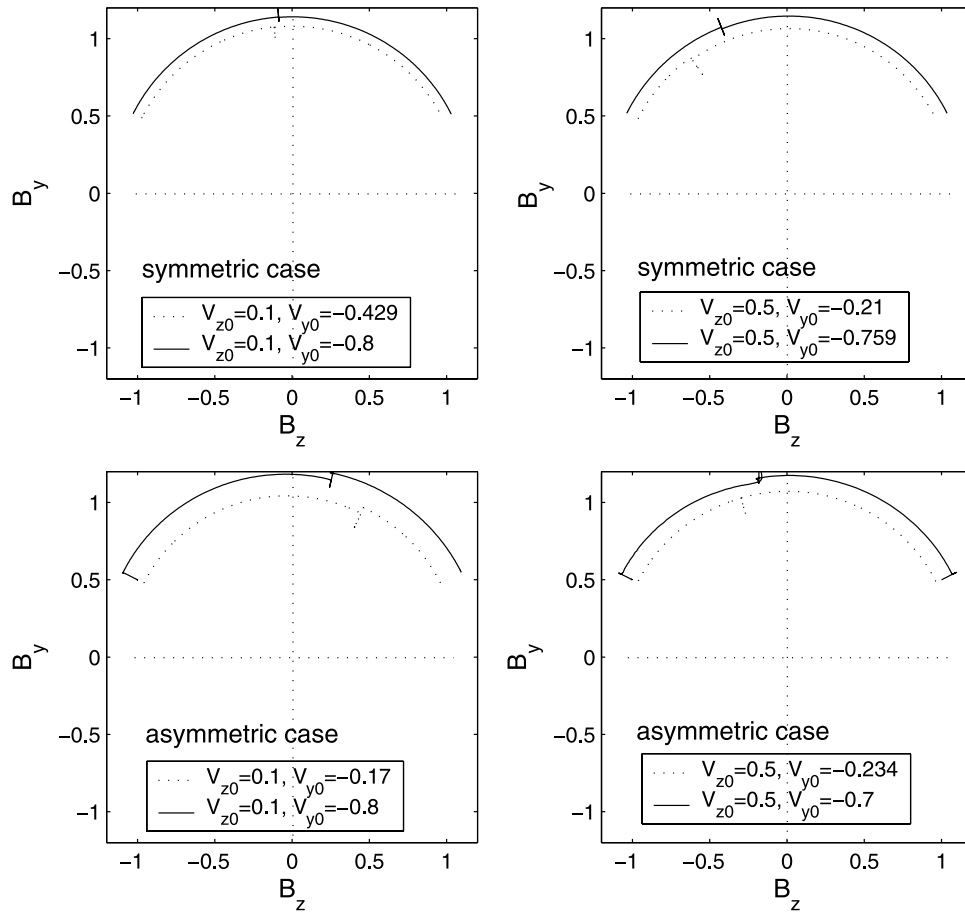 1
0.5
0
−0.5
−1
B_y
symmetric case
V_z0=0.1, V_y0=−0.429
V_z0=0.1, V_y0=−0.8
−1 −0.5 0 0.5 1
B_z
1
0.5
0
−0.5
−1
B_y
symmetric case
V_z0=0.5, V_y0=−0.21
V_z0=0.5, V_y0=−0.759
−1 −0.5 0 0.5 1
B_z
1
0.5
0
−0.5
−1
B_y
asymmetric case
V_z0=0.1, V_y0=−0.17
V_z0=0.1, V_y0=−0.8
−1 −0.5 0 0.5 1
B_z
1
0.5
0
−0.5
−1
B_y
asymmetric case
V_z0=0.5, V_y0=−0.234
V_z0=0.5, V_y0=−0.7
−1 −0.5 0 0.5 1
B_z